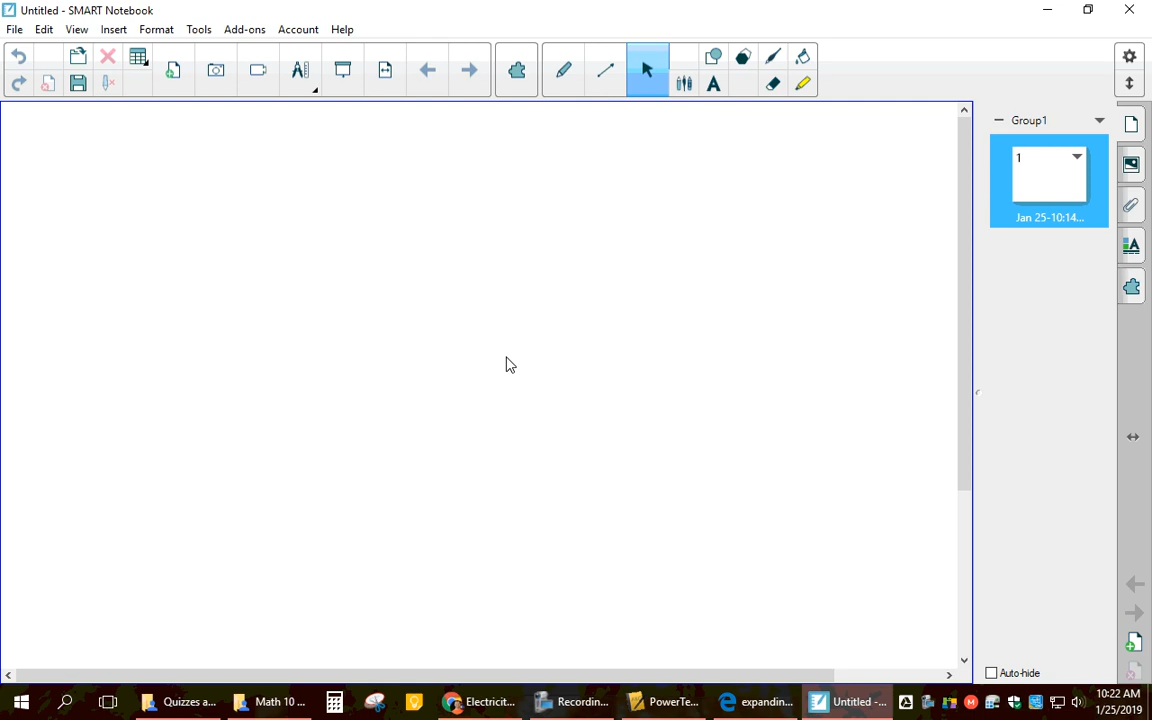 Untitled - SMART Notebook
File Edit View Insert Format Tools Add-ons Account Help
Group1
1
Jan 25-10:14...
Auto-hide
Quizzes a... Math 10 ... Electricit... Recordin... PowerTe... expandin... Untitled -...
10:22 AM
1/25/2019